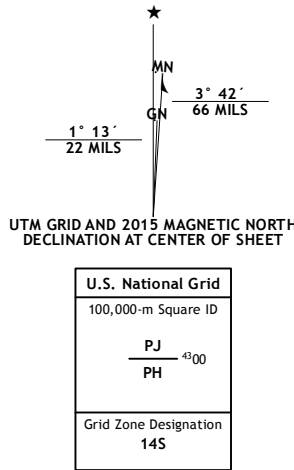 MN
GN
3° 42´
66 MILS
1° 13´
22 MILS
UTM GRID AND 2015 MAGNETIC NORTH
DECLINATION AT CENTER OF SHEET
U.S. National Grid
100,000-m Square ID
PJ
4300
PH
Grid Zone Designation
14S